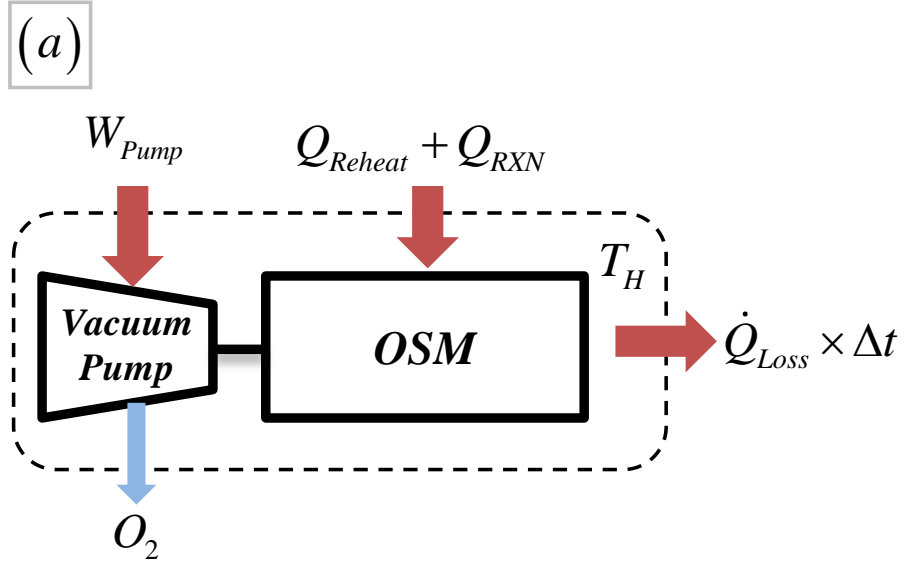 (a)
W_Pump
Q_Reheat + Q_RXN
T_H
Vacuum
Pump
OSM
Q̇_Loss × Δt
O_2